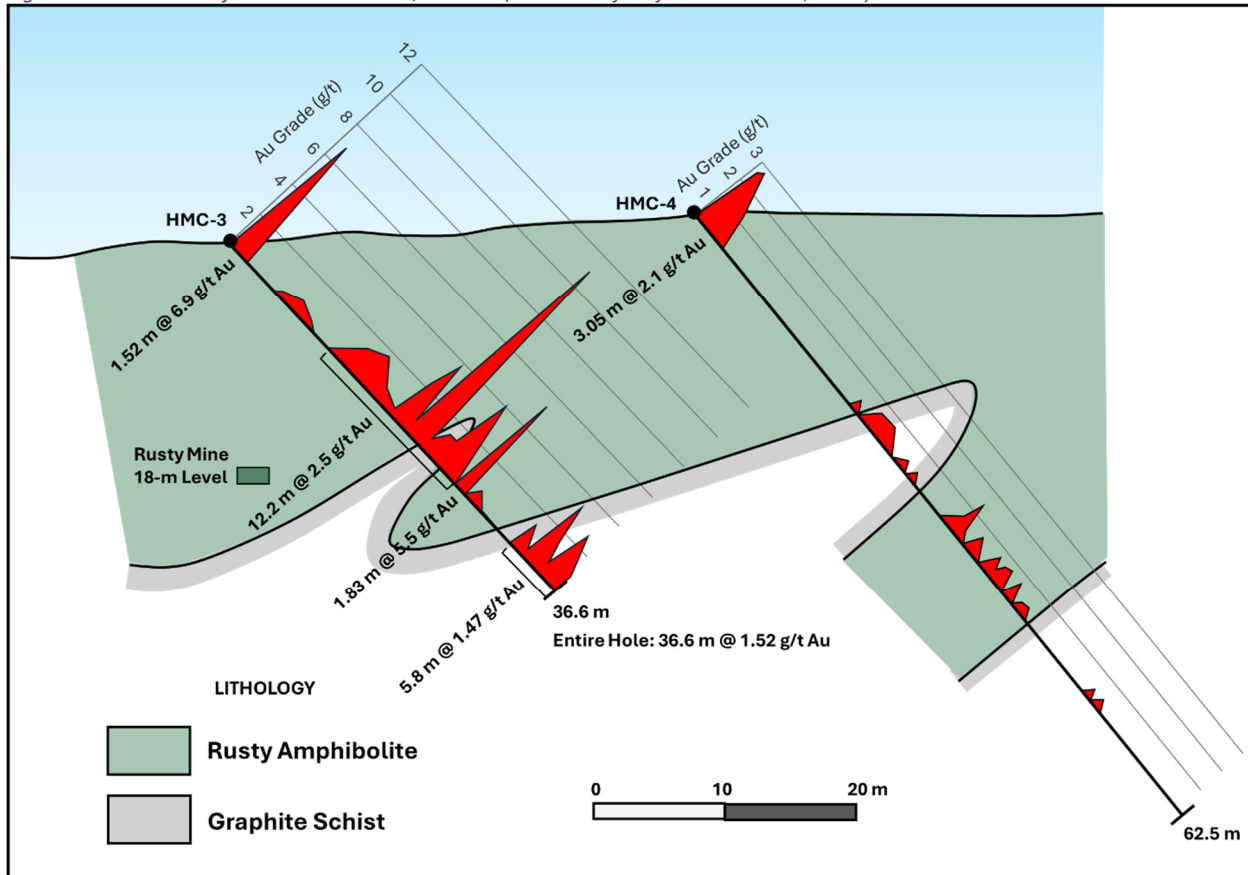 12
10
8
6
4
2
Au Grade (g/t)
HMC-3
1.52 m @ 6.9 g/t Au
3
2
1
Au Grade (g/t)
HMC-4
3.05 m @ 2.1 g/t Au
Rusty Mine
18-m Level
12.2 m @ 2.5 g/t Au
1.83 m @ 5.5 g/t Au
5.8 m @ 1.47 g/t Au
36.6 m
Entire Hole: 36.6 m @ 1.52 g/t Au
LITHOLOGY
Rusty Amphibolite
Graphite Schist
0 10 20 m
62.5 m